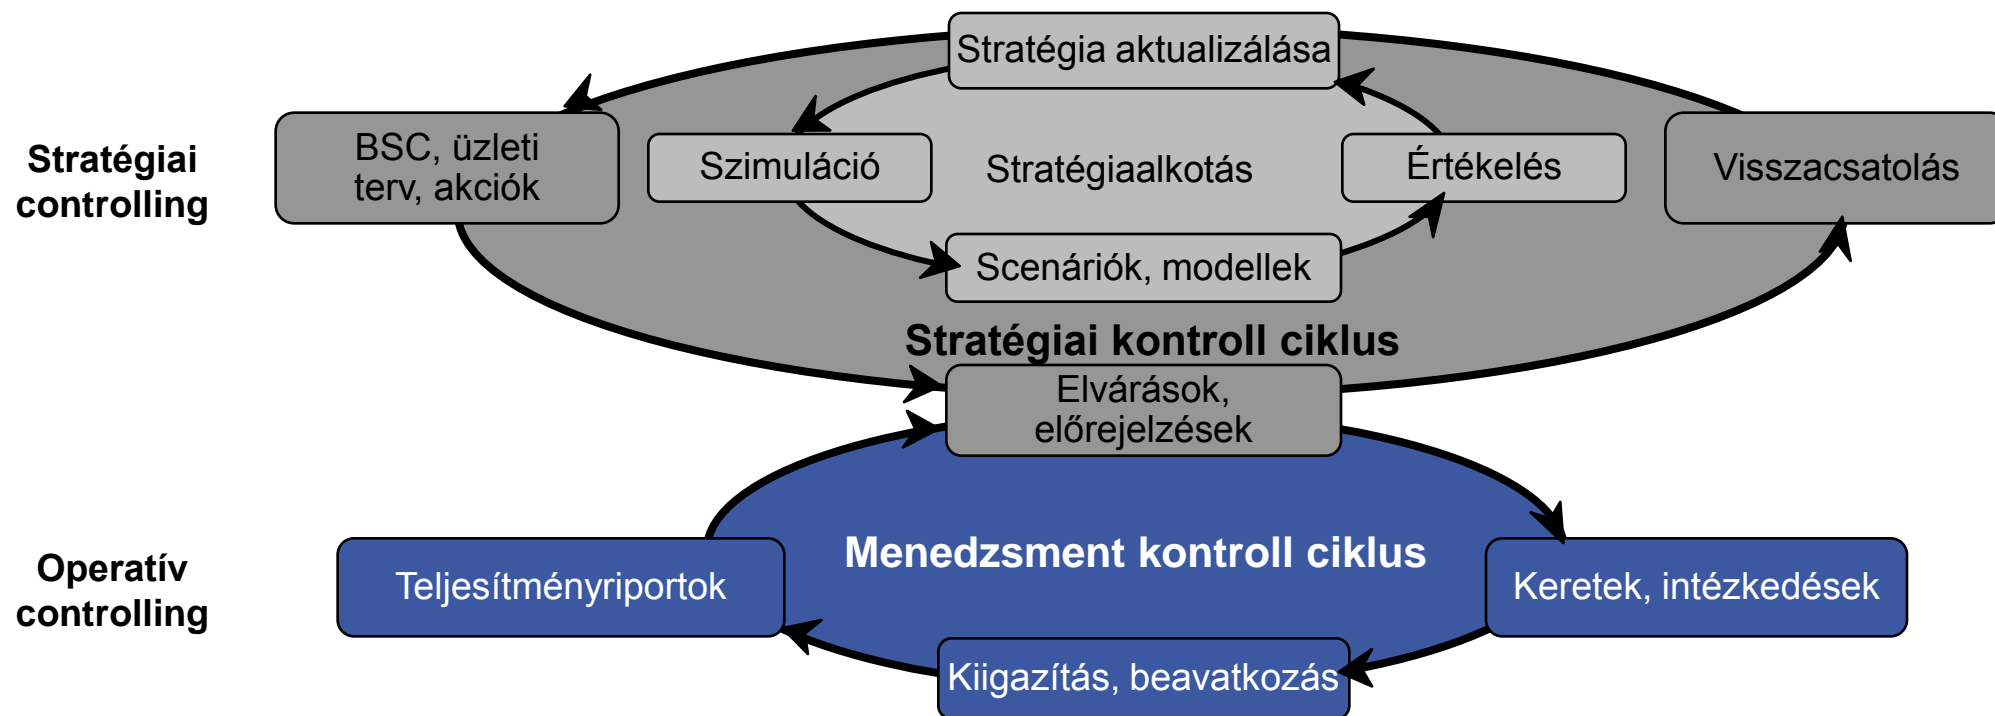 Stratégia aktualizálása
Stratégiai
controlling
BSC, üzleti
terv, akciók
Szimuláció
Stratégiaalkotás
Értékelés
Visszacsatolás
Scenáriók, modellek
Stratégiai kontroll ciklus
Elvárások,
előrejelzések
Operatív
controlling
Menedzsment kontroll ciklus
Teljesítményriportok
Keretek, intézkedések
Kiigazítás, beavatkozás